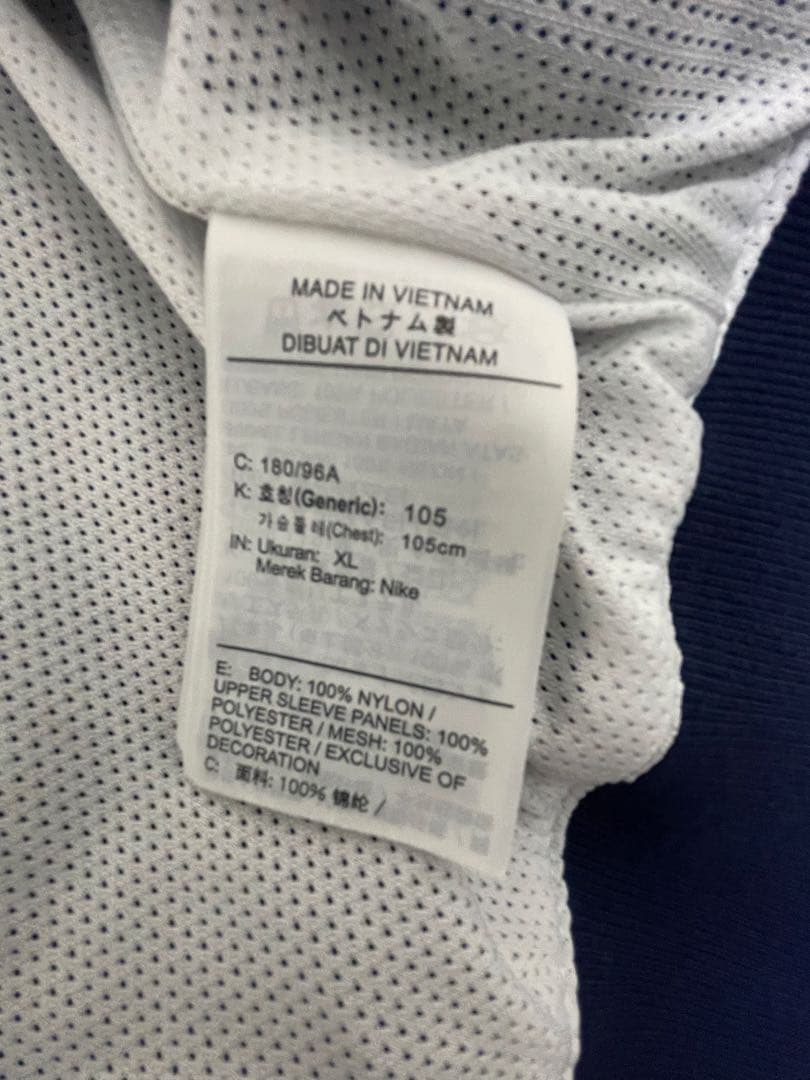 MADE IN VIETNAM
ベトナム製
DIBUAT DI VIETNAM
C: 180/96A
K: 호칭(Generic): 105
가슴둘레(Chest): 105cm
IN: Ukuran: XL
Merek Barang: Nike
E: BODY: 100% NYLON /
UPPER SLEEVE PANELS: 100%
POLYESTER / MESH: 100%
POLYESTER / EXCLUSIVE OF
DECORATION
C: 面料: 100% 锦纶 /